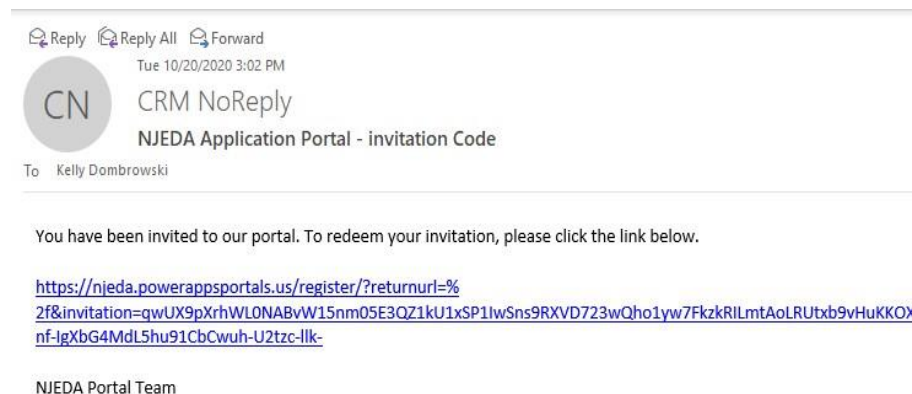 Reply Reply All Forward
Tue 10/20/2020 3:02 PM
CN
CRM NoReply
NJEDA Application Portal - invitation Code
To Kelly Dombrowski
You have been invited to our portal. To redeem your invitation, please click the link below.
https://njeda.powerappsportals.us/register/?returnurl=%
2f&invitation=qwUX9pXrhWL0NABvW15nm05E3QZ1kU1xSP1IwSns9RXVD723wQho1yw7FkzkRILmtAoLRUtxb9vHuKKOX
nf-IgXbG4MdL5hu91CbCwuh-U2tzc-llk-
NJEDA Portal Team